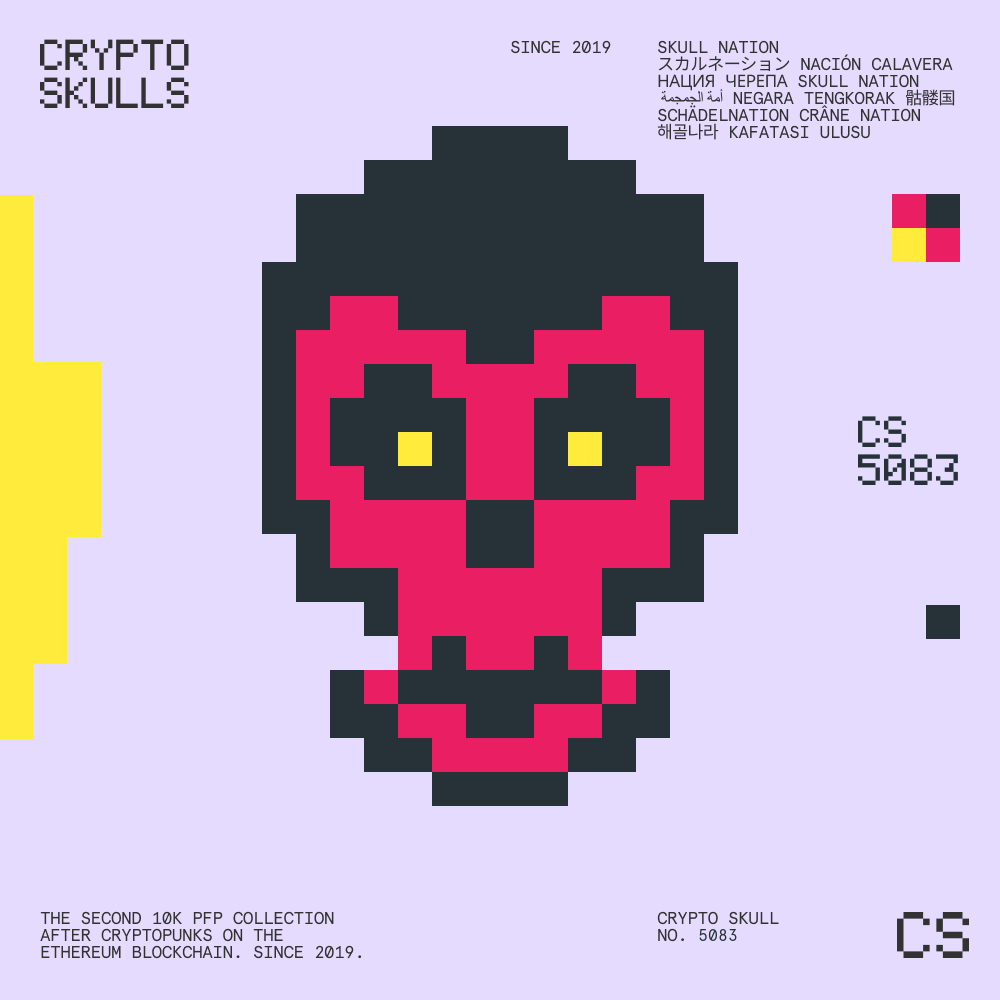 CRYPTO
SKULLS
SINCE 2019
SKULL NATION
スカルネーション NACIÓN CALAVERA
НАЦИЯ ЧЕРЕПА SKULL NATION
أمة الجمجمة NEGARA TENGKORAK 骷髅国
SCHÄDELNATION CRÂNE NATION
해골나라 KAFATASI ULUSU
CS
5083
THE SECOND 10K PFP COLLECTION
AFTER CRYPTOPUNKS ON THE
ETHEREUM BLOCKCHAIN. SINCE 2019.
CRYPTO SKULL
NO. 5083
CS